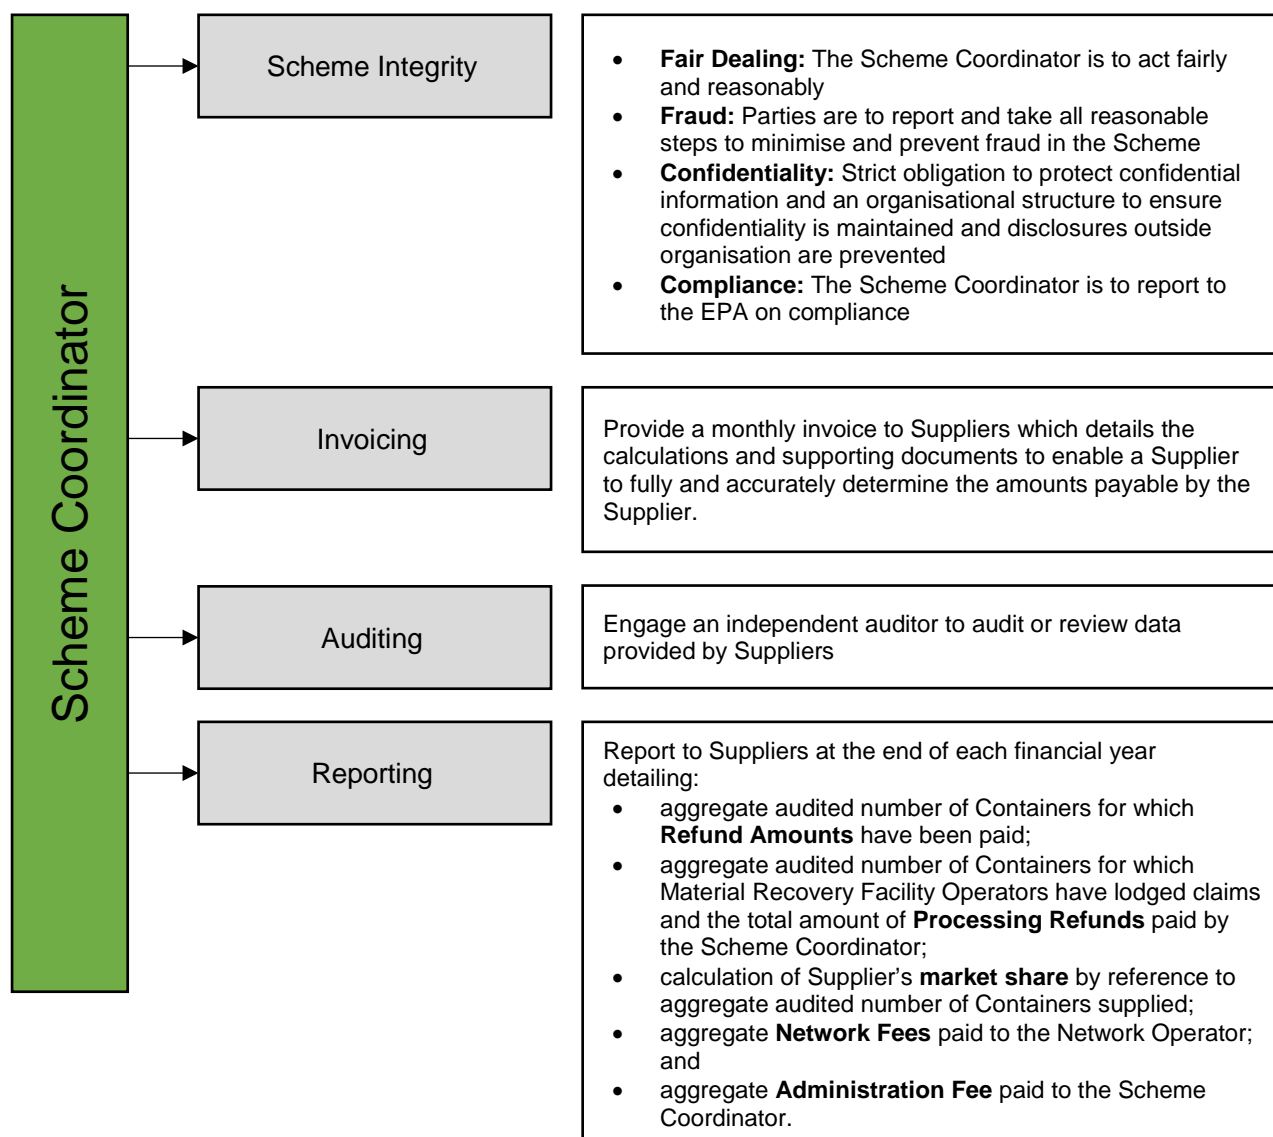 Scheme Coordinator
Scheme Integrity
• Fair Dealing: The Scheme Coordinator is to act fairly
and reasonably
• Fraud: Parties are to report and take all reasonable
steps to minimise and prevent fraud in the Scheme
• Confidentiality: Strict obligation to protect confidential
information and an organisational structure to ensure
confidentiality is maintained and disclosures outside
organisation are prevented
• Compliance: The Scheme Coordinator is to report to
the EPA on compliance
Invoicing
Provide a monthly invoice to Suppliers which details the
calculations and supporting documents to enable a Supplier
to fully and accurately determine the amounts payable by the
Supplier.
Auditing
Engage an independent auditor to audit or review data
provided by Suppliers
Reporting
Report to Suppliers at the end of each financial year
detailing:
• aggregate audited number of Containers for which
Refund Amounts have been paid;
• aggregate audited number of Containers for which
Material Recovery Facility Operators have lodged claims
and the total amount of Processing Refunds paid by
the Scheme Coordinator;
• calculation of Supplier's market share by reference to
aggregate audited number of Containers supplied;
• aggregate Network Fees paid to the Network Operator;
and
• aggregate Administration Fee paid to the Scheme
Coordinator.